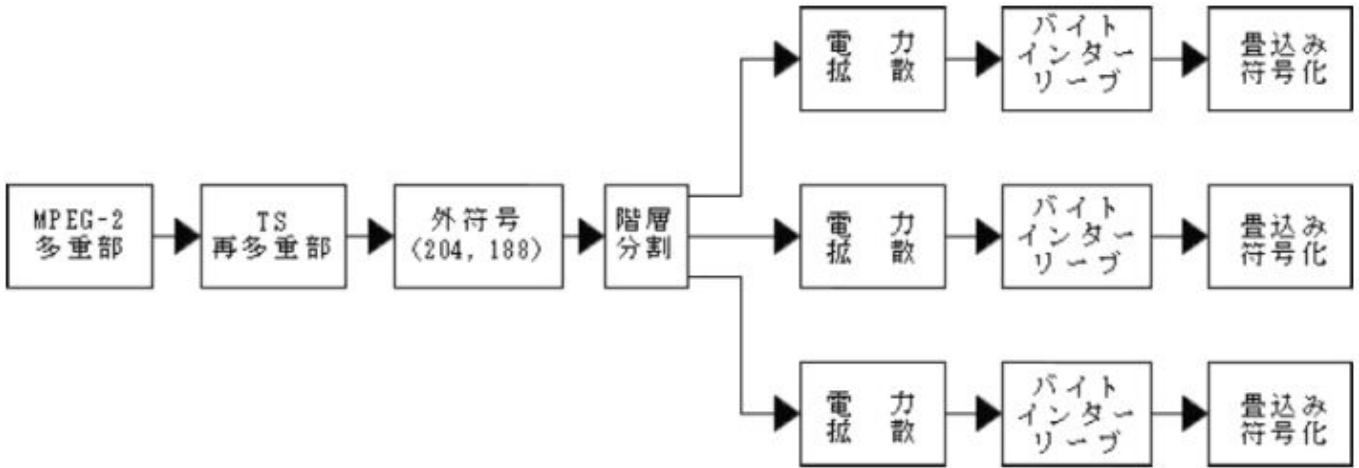 電 力
拡 散
バイト
インター
リーブ
畳込み
符号化
MPEG-2
多重部
TS
再多重部
外符号
(204, 188)
階層
分割
電 力
拡 散
バイト
インター
リーブ
畳込み
符号化
電 力
拡 散
バイト
インター
リーブ
畳込み
符号化